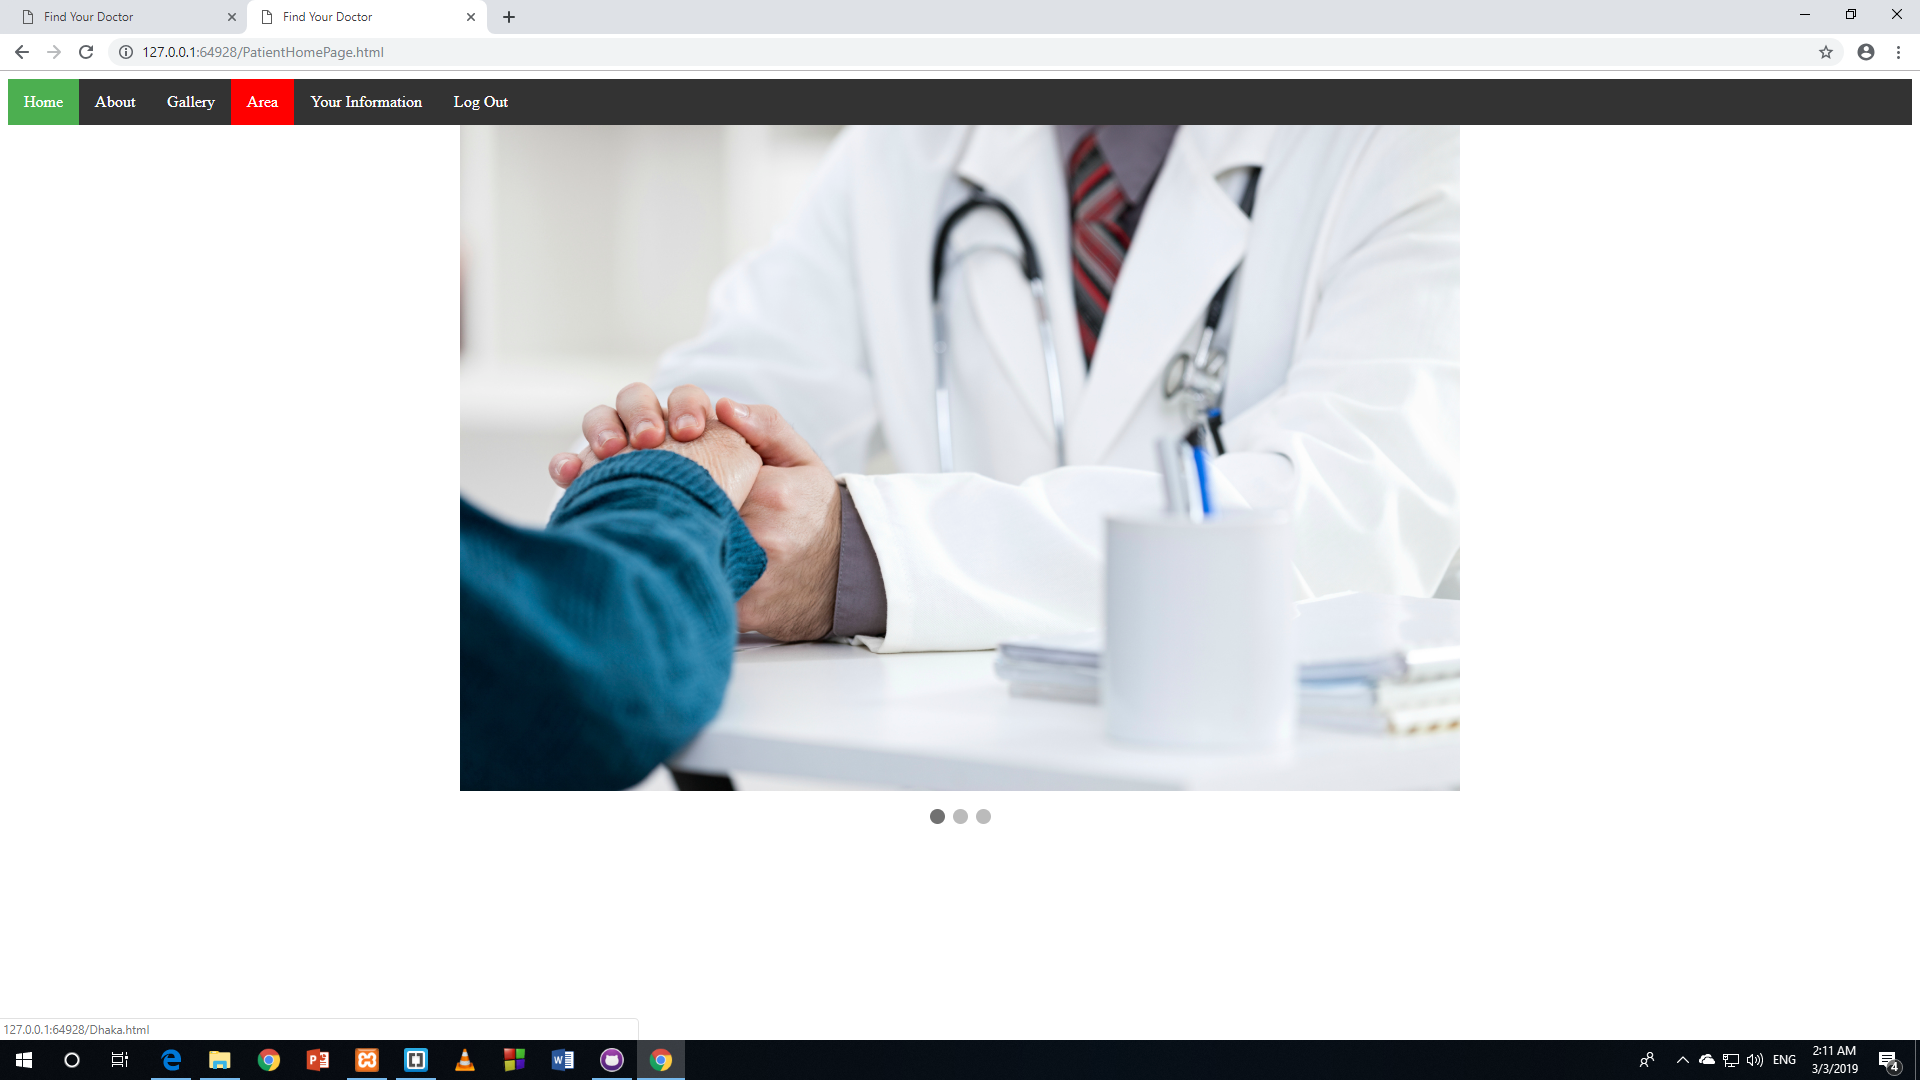 Find Your Doctor
Find Your Doctor
127.0.0.1:64928/PatientHomePage.html
Home About Gallery Area Your Information Log Out
127.0.0.1:64928/Dhaka.html
ENG
2:11 AM
3/3/2019
4